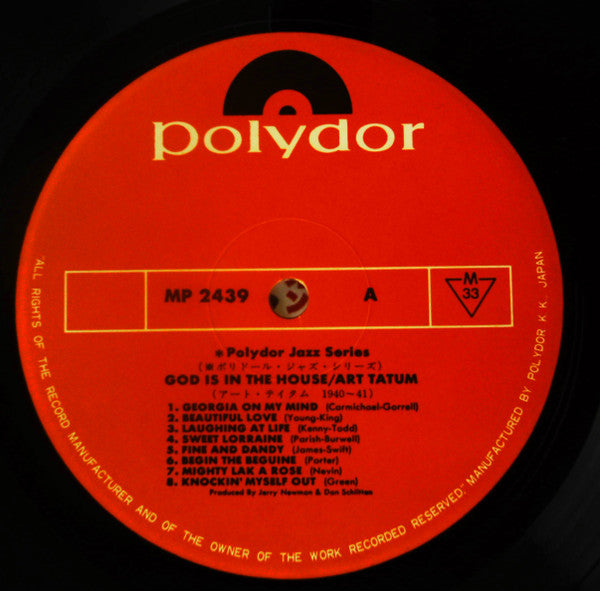 polydor
MP 2439 A M 33
※Polydor Jazz Series
(※ポリドール・ジャズ・シリーズ)
GOD IS IN THE HOUSE/ART TATUM
(アート・テイタム 1940〜41)
1. GEORGIA ON MY MIND (Carmichael-Gorrell)
2. BEAUTIFUL LOVE (Young-King)
3. LAUGHING AT LIFE (Kenny-Todd)
4. SWEET LORRAINE (Parish-Burwell)
5. FINE AND DANDY (James-Swift)
6. BEGIN THE BEGUINE (Porter)
7. MIGHTY LAK A ROSE (Nevin)
8. KNOCKIN' MYSELF OUT (Green)
Produced by Jerry Newman & Don Schlitten
"ALL RIGHTS OF THE RECORD MANUFACTURER AND OF THE OWNER OF THE WORK RECORDED RESERVED." MANUFACTURED BY POLYDOR K.K. JAPAN